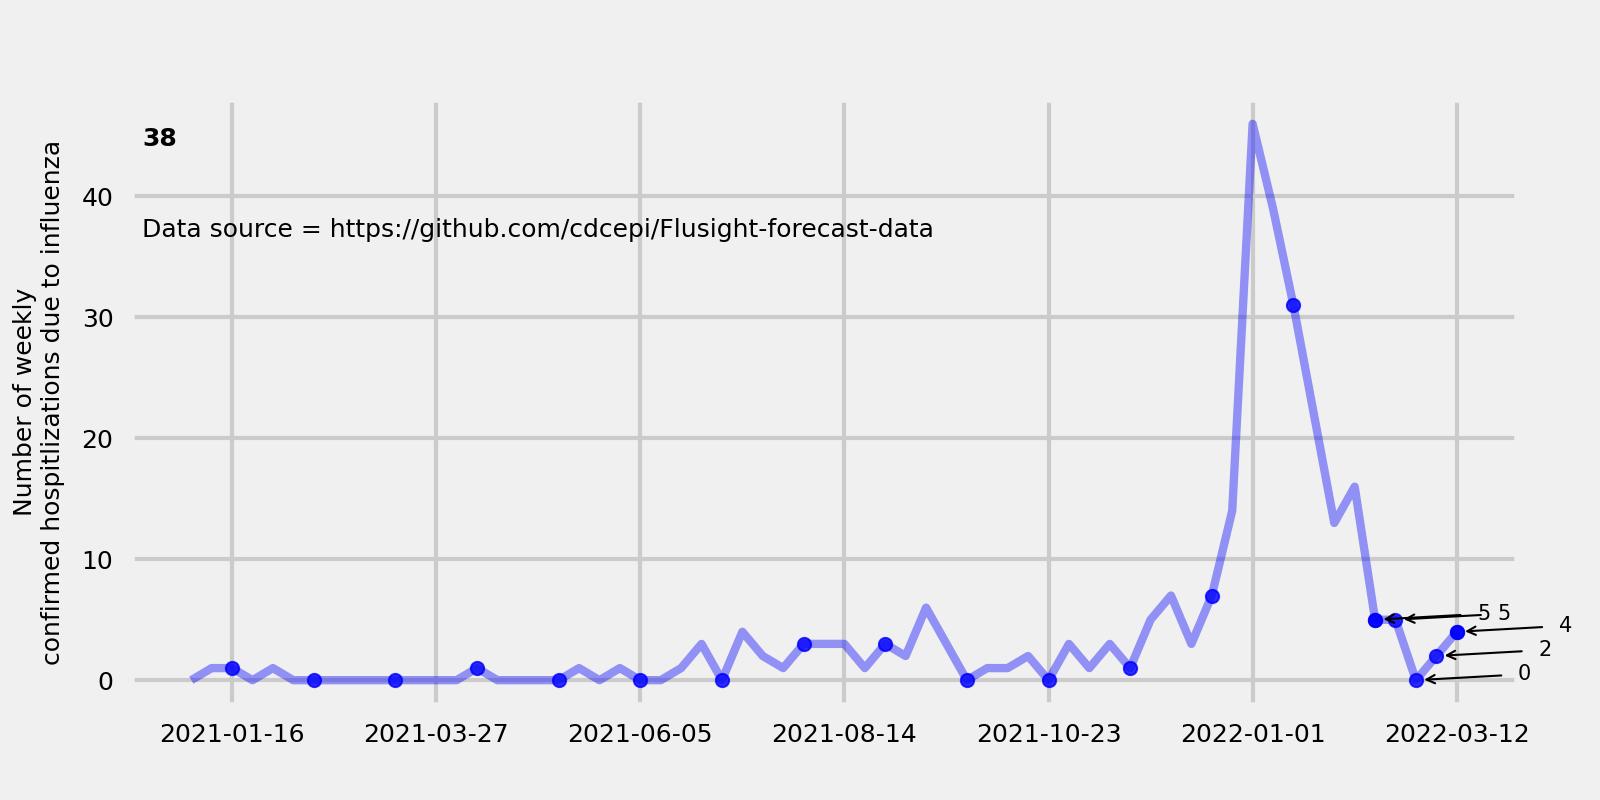 38
Data source = https://github.com/cdcepi/Flusight-forecast-data
Number of weekly
confirmed hospitlizations due to influenza
40
30
20
10
0
5 5
4
2
0
2021-01-16 2021-03-27 2021-06-05 2021-08-14 2021-10-23 2022-01-01 2022-03-12